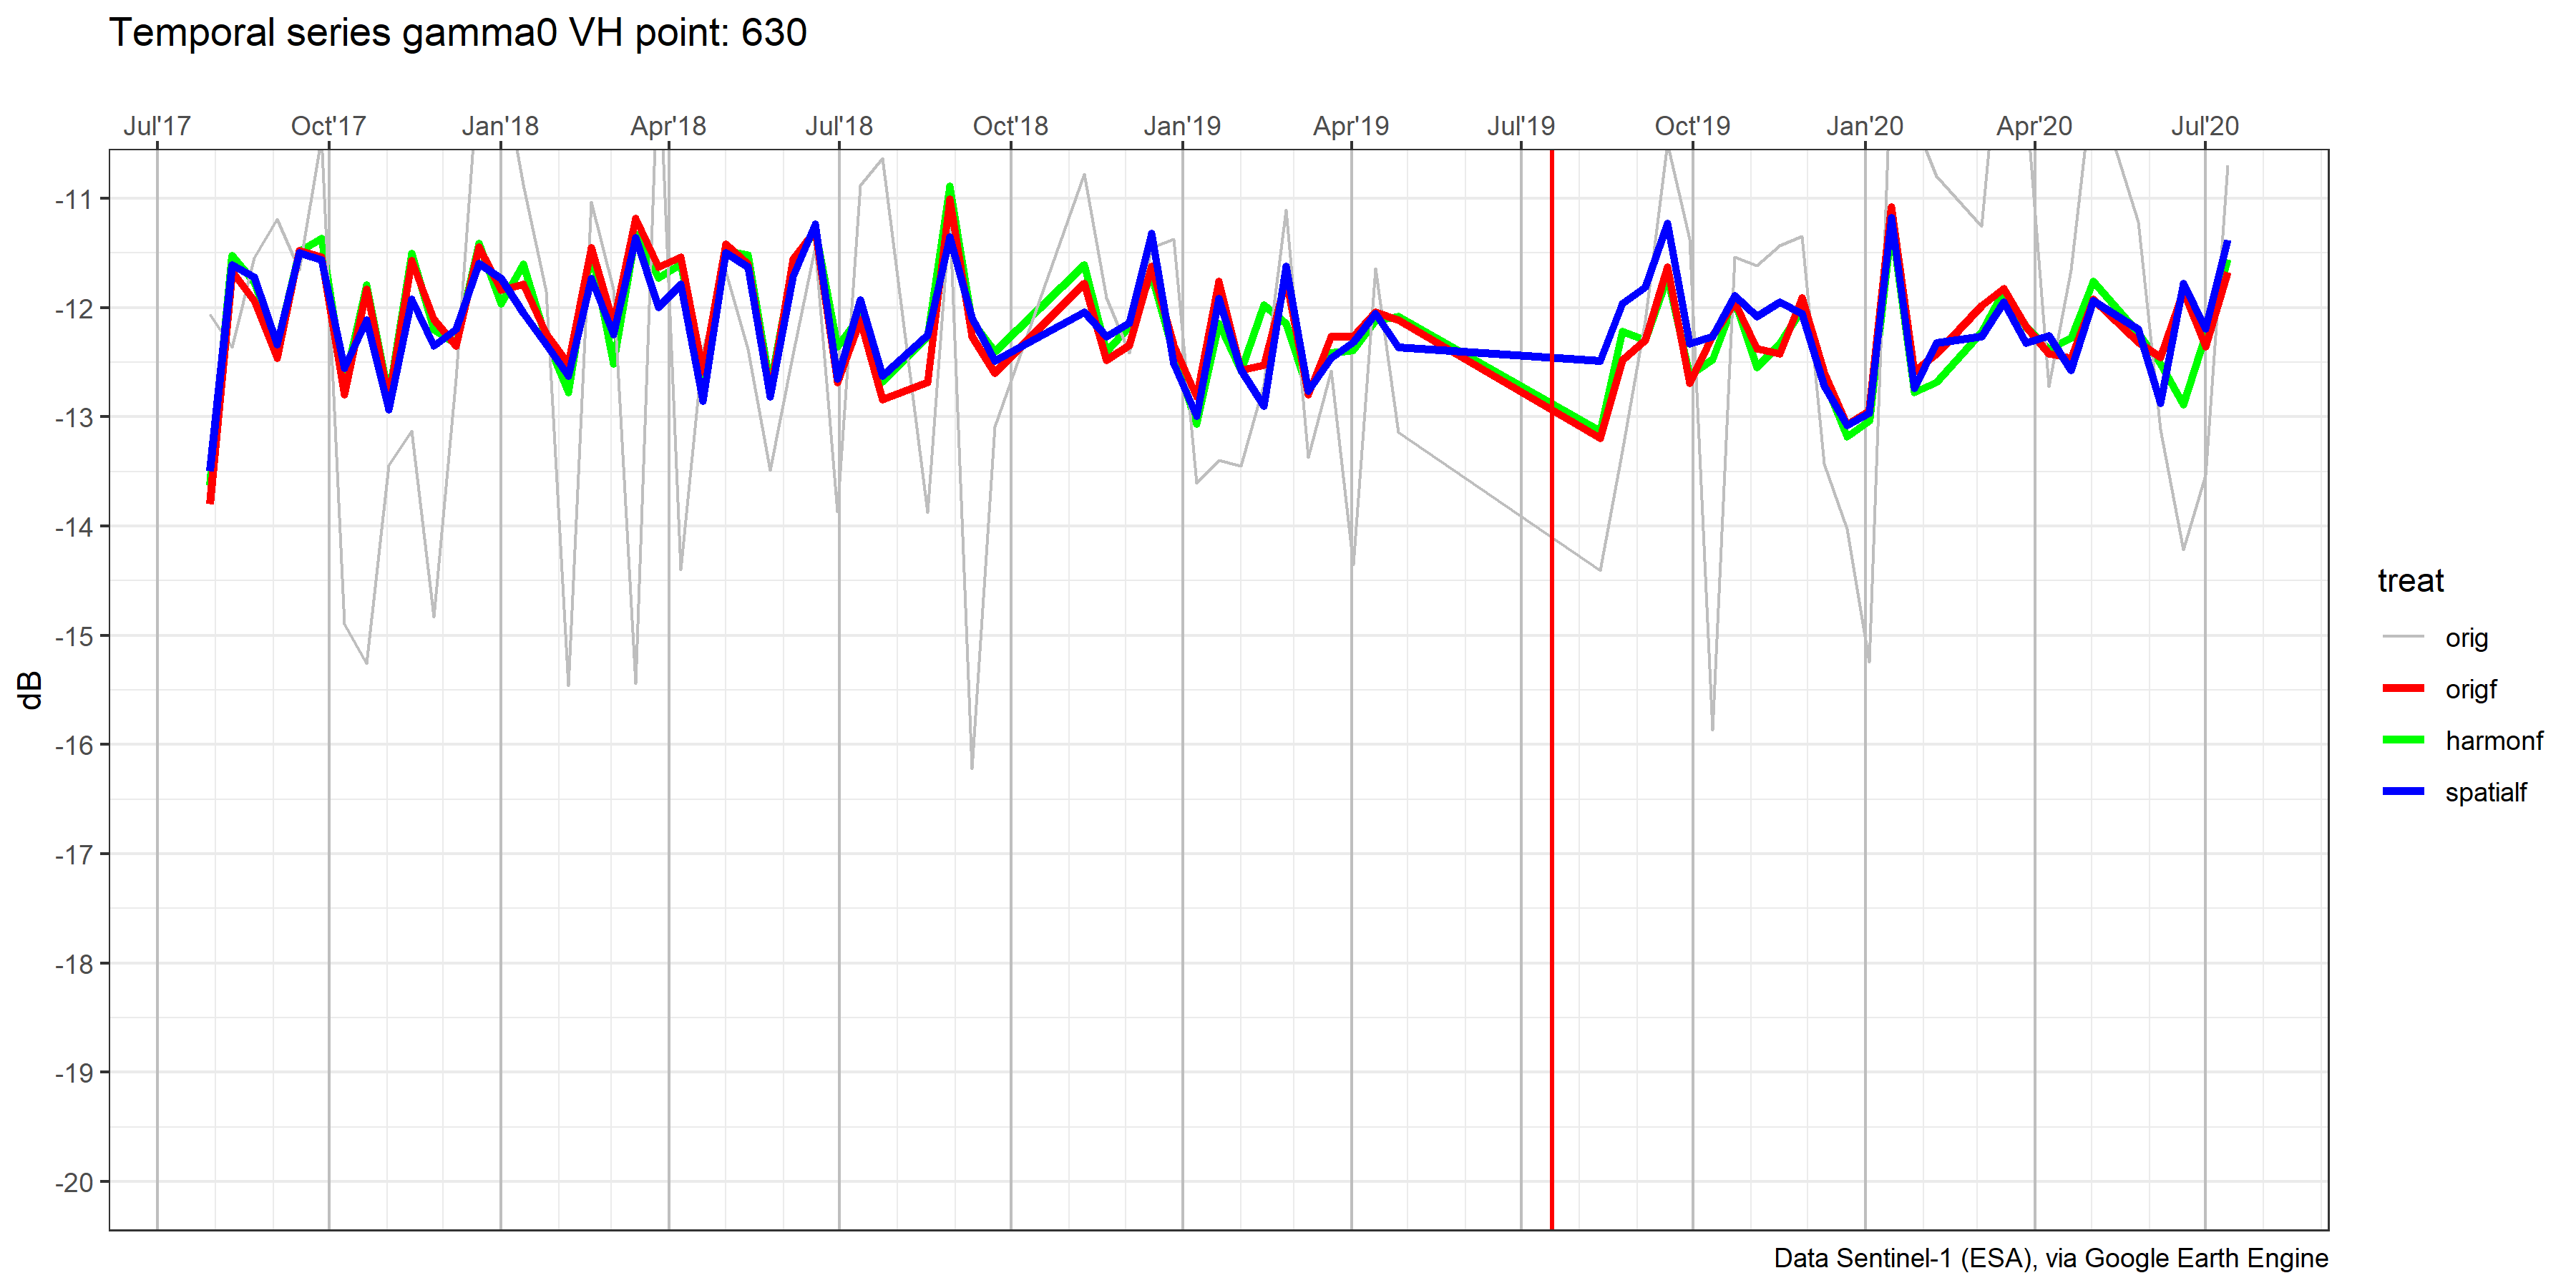 Temporal series gamma0 VH point: 630
Jul'17 Oct'17 Jan'18 Apr'18 Jul'18 Oct'18 Jan'19 Apr'19 Jul'19 Oct'19 Jan'20 Apr'20 Jul'20
-11
-12
-13
-14
-15
-16
-17
-18
-19
-20
dB
treat
orig
origf
harmonf
spatialf
Data Sentinel-1 (ESA), via Google Earth Engine